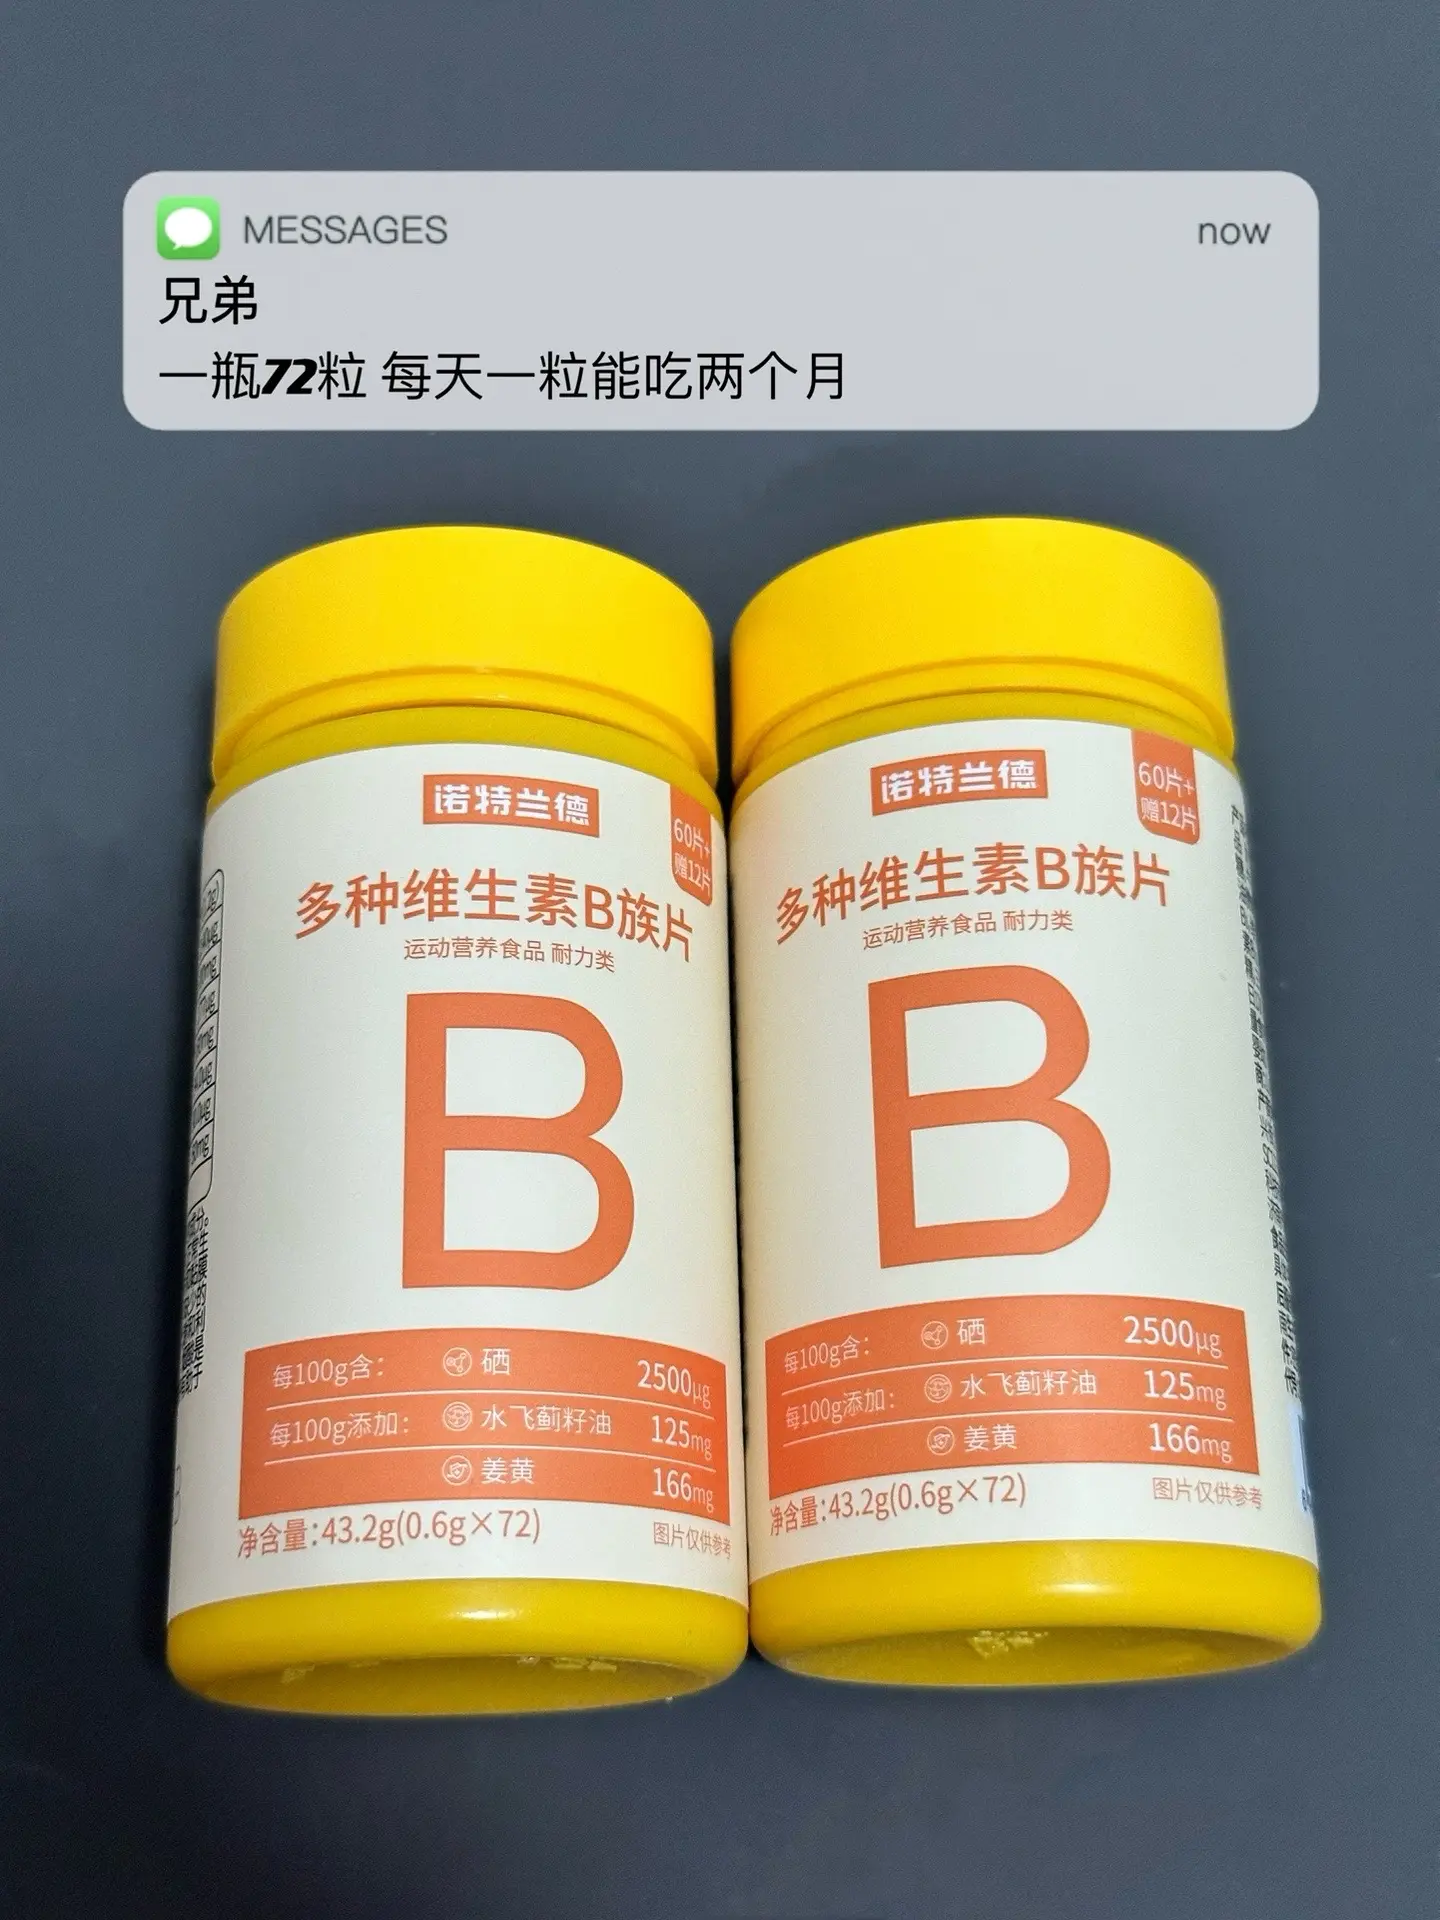 MESSAGES
now
兄弟
一瓶72粒 每天一粒能吃两个月
诺特兰德
60片+
赠12片
多种维生素B族片
运动营养食品 耐力类
B
每100g含：
硒
2500μg
每100g添加：
水飞蓟籽油
125mg
姜黄
166mg
净含量：43.2g(0.6g×72)
图片仅供参考
诺特兰德
60片+
赠12片
多种维生素B族片
运动营养食品 耐力类
B
每100g含：
硒
2500μg
每100g添加：
水飞蓟籽油
125mg
姜黄
166mg
净含量：43.2g(0.6g×72)
图片仅供参考